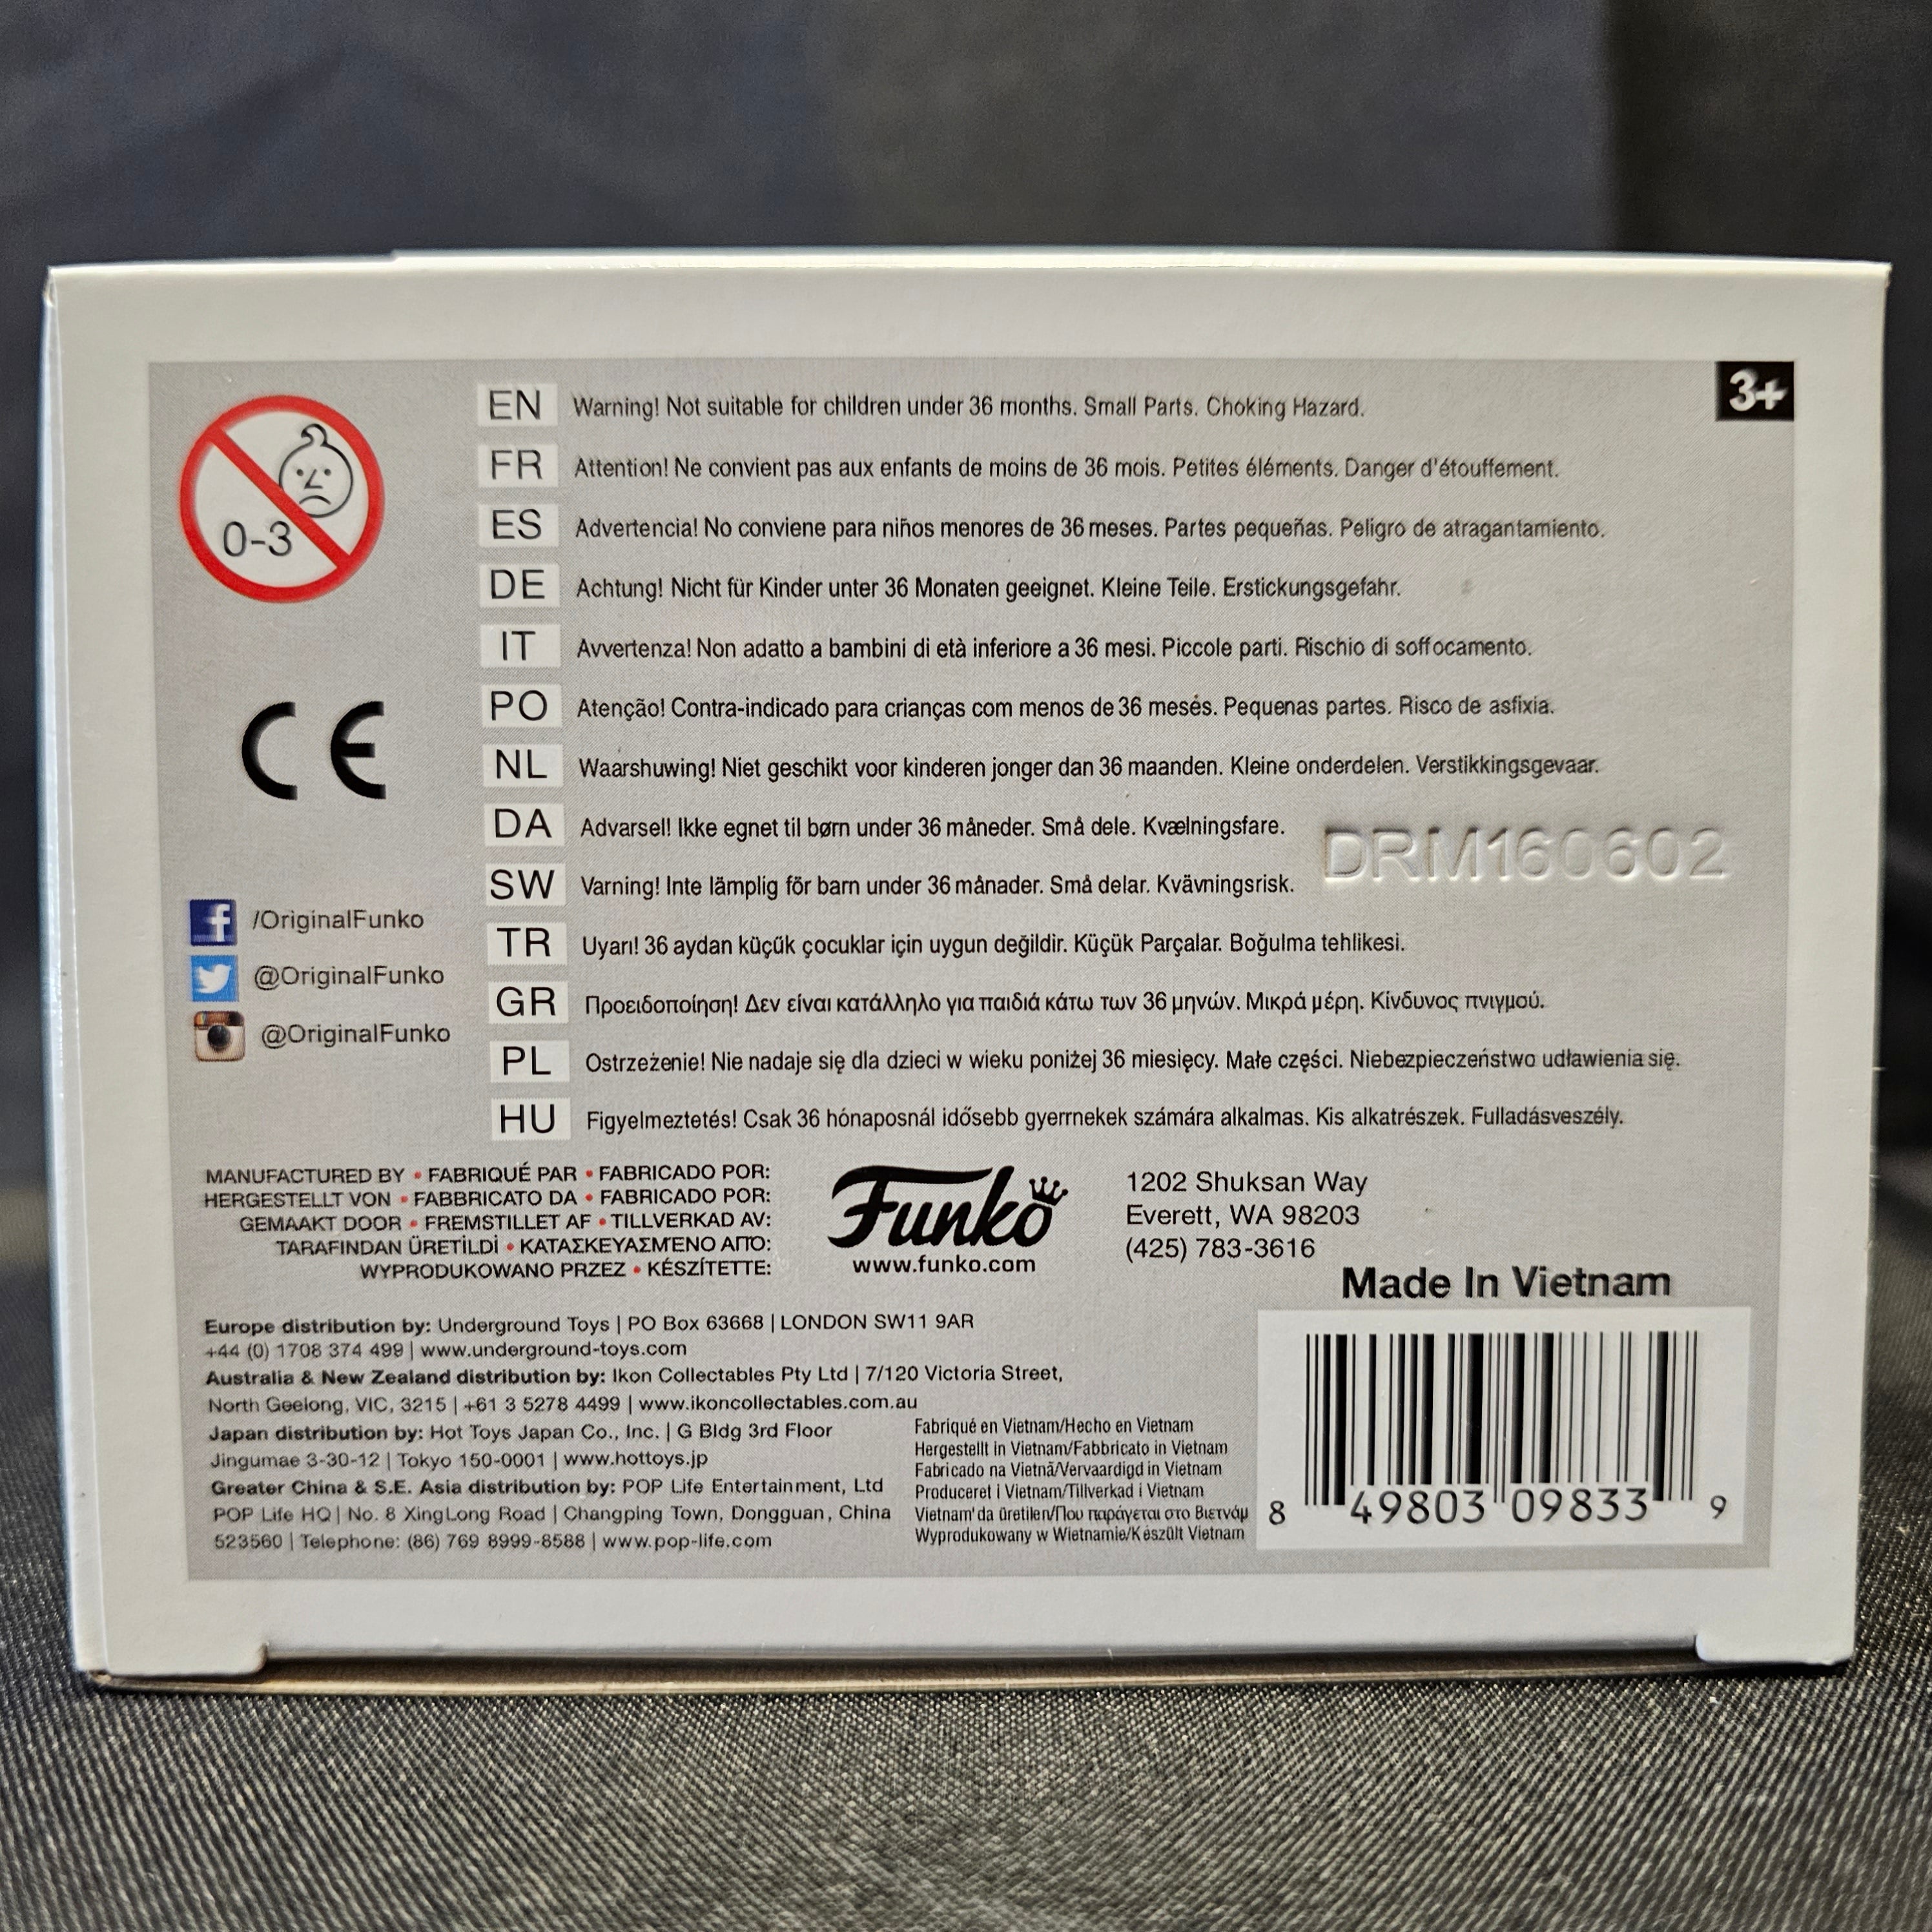 3+
0-3
EN Warning! Not suitable for children under 36 months. Small Parts. Choking Hazard.
FR Attention! Ne convient pas aux enfants de moins de 36 mois. Petites éléments. Danger d'étouffement.
ES Advertencia! No conviene para niños menores de 36 meses. Partes pequeñas. Peligro de atragantamiento.
DE Achtung! Nicht für Kinder unter 36 Monaten geeignet. Kleine Teile. Erstickungsgefahr.
IT Avvertenza! Non adatto a bambini di età inferiore a 36 mesi. Piccole parti. Rischio di soffocamento.
PO Atenção! Contra-indicado para crianças com menos de 36 mesés. Pequenas partes. Risco de asfixia.
NL Waarshuwing! Niet geschikt voor kinderen jonger dan 36 maanden. Kleine onderdelen. Verstikkingsgevaar.
DA Advarsel! Ikke egnet til børn under 36 måneder. Små dele. Kvælningsfare.
DRM160602
SW Varning! Inte lämplig för barn under 36 månader. Små delar. Kvävningsrisk.
TR Uyarı! 36 aydan küçük çocuklar için uygun değildir. Küçük Parçalar. Boğulma tehlikesi.
GR Προειδοποίηση! Δεν είναι κατάλληλο για παιδιά κάτω των 36 μηνών. Μικρά μέρη. Κίνδυνος πνιγμού.
PL Ostrzeżenie! Nie nadaje się dla dzieci w wieku poniżej 36 miesięcy. Małe części. Niebezpieczeństwo udławienia się.
HU Figyelmeztetés! Csak 36 hónaposnál idősebb gyerrnekek számára alkalmas. Kis alkatrészek. Fulladásveszély.
CE
/OriginalFunko
@OriginalFunko
@OriginalFunko
MANUFACTURED BY • FABRIQUÉ PAR • FABRICADO POR:
HERGESTELLT VON • FABBRICATO DA • FABRICADO POR:
GEMAAKT DOOR • FREMSTILLET AF • TILLVERKAD AV:
TARAFINDAN ÜRETİLDİ • ΚΑΤΑΣΚΕΥΑΣΜΈΝΟ ΑΠΌ:
WYPRODUKOWANO PRZEZ • KÉSZÍTETTE:
Funko
www.funko.com
1202 Shuksan Way
Everett, WA 98203
(425) 783-3616
Made In Vietnam
Europe distribution by: Underground Toys | PO Box 63668 | LONDON SW11 9AR
+44 (0) 1708 374 499 | www.underground-toys.com
Australia & New Zealand distribution by: Ikon Collectables Pty Ltd | 7/120 Victoria Street,
North Geelong, VIC, 3215 | +61 3 5278 4499 | www.ikoncollectables.com.au
Japan distribution by: Hot Toys Japan Co., Inc. | G Bldg 3rd Floor
Jingumae 3-30-12 | Tokyo 150-0001 | www.hottoys.jp
Greater China & S.E. Asia distribution by: POP Life Entertainment, Ltd
POP Life HQ | No. 8 XingLong Road | Changping Town, Dongguan, China
523560 | Telephone: (86) 769 8999-8588 | www.pop-life.com
Fabriqué en Vietnam/Hecho en Vietnam
Hergestellt in Vietnam/Fabbricato in Vietnam
Fabricado na Vietnã/Vervaardigd in Vietnam
Produceret i Vietnam/Tillverkad i Vietnam
Vietnam'da üretilen/Που παράγεται στο Βιετνάμ
Wyprodukowany w Wietnamie/Készült Vietnam
8 49803 09833 9